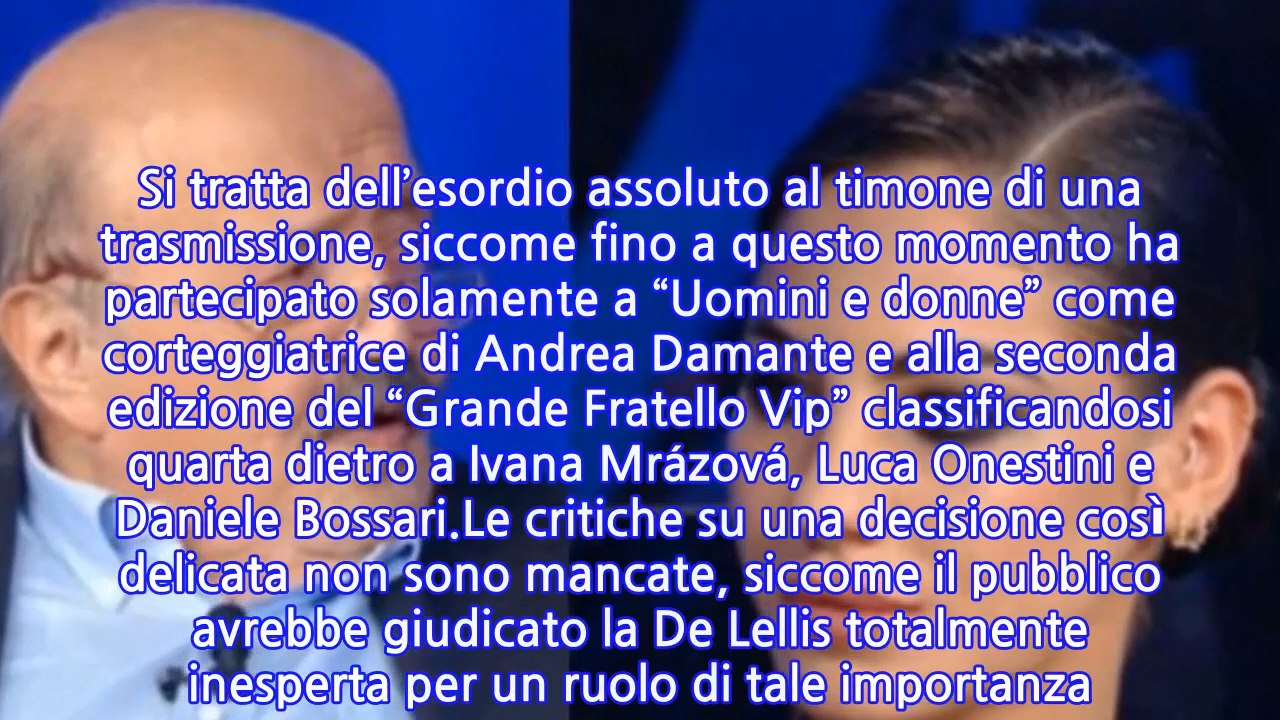 Si tratta dell’esordio assoluto al timone di una
trasmissione, siccome fino a questo momento ha
partecipato solamente a “Uomini e donne” come
corteggiatrice di Andrea Damante e alla seconda
edizione del “Grande Fratello Vip” classificandosi
quarta dietro a Ivana Mrázová, Luca Onestini e
Daniele Bossari.Le critiche su una decisione così
delicata non sono mancate, siccome il pubblico
avrebbe giudicato la De Lellis totalmente
inesperta per un ruolo di tale importanza